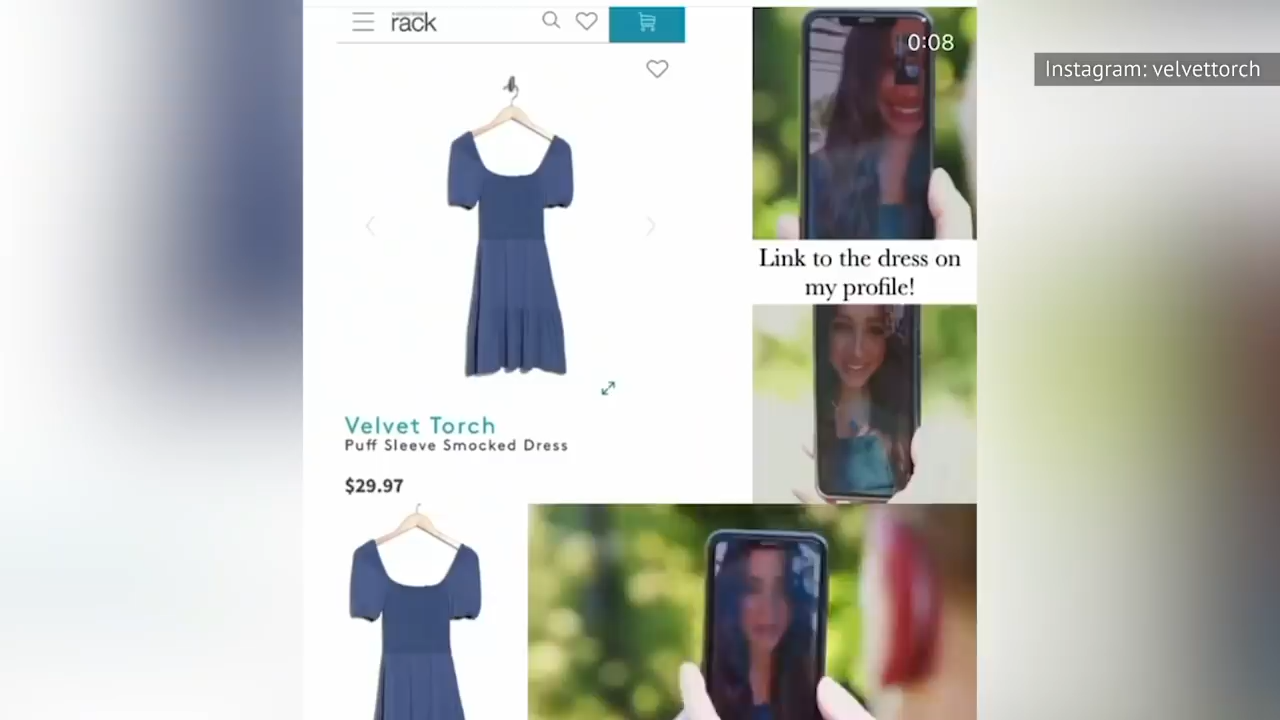 rack
0:08
Instagram: velvettorch
Link to the dress on
my profile!
Velvet Torch
Puff Sleeve Smocked Dress
$29.97